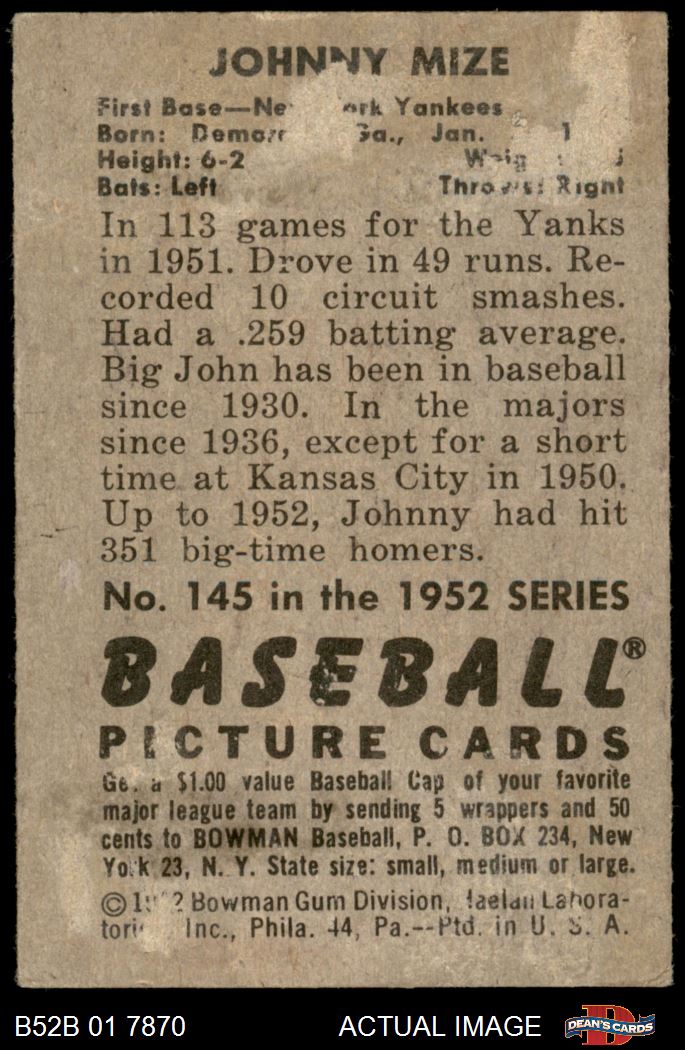 JOHNNY MIZE
First Base—Ne rk Yankees
Born: Ga., Jan.
Height: 6-2
Bats: Left Throws: Right
In 113 games for the Yanks
in 1951. Drove in 49 runs. Re-
corded 10 circuit smashes.
Had a .259 batting average.
Big John has been in baseball
since 1930. In the majors
since 1936, except for a short
time at Kansas City in 1950.
Up to 1952, Johnny had hit
351 big-time homers.
No. 145 in the 1952 SERIES
BASEBALL®
PICTURE CARDS
Get a $1.00 value Baseball Cap of your favorite
major league team by sending 5 wrappers and 50
cents to BOWMAN Baseball, P. O. BOX 234, New
York 23, N. Y. State size: small, medium or large.
© Bowman Gum Division, Haelan Labora-
tories Inc., Phila. 44, Pa.--Ptd. in U. S. A.
B52B 01 7870 ACTUAL IMAGE DEAN'S CARDS